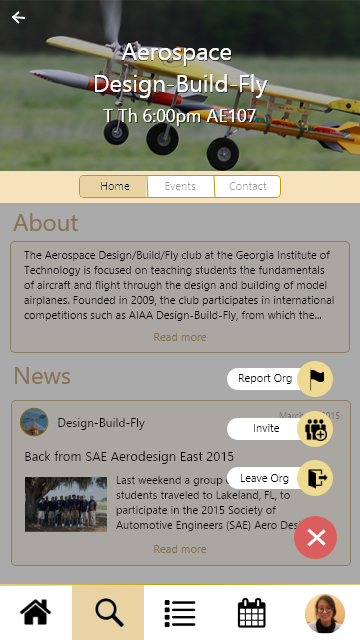 Aerospace
Design-Build-Fly
T Th 6:00pm AE107
Home Events Contact
About
The Aerospace Design/Build/Fly club at the Georgia Institute of
Technology is focused on teaching students the fundamentals
of aircraft and flight through the design and building of model
airplanes. Founded in 2009, the club participates in international
competitions such as AIAA Design-Build-Fly, from which the...
Read more
News
Report Org
Design-Build-Fly
2015
Invite
Back from SAE Aerodesign East 2015
Leave Org
Last weekend a group
students traveled to Lakeland, FL, to
participate in the 2015 Society of
Automotive Engineers (SAE) Aero
Read more